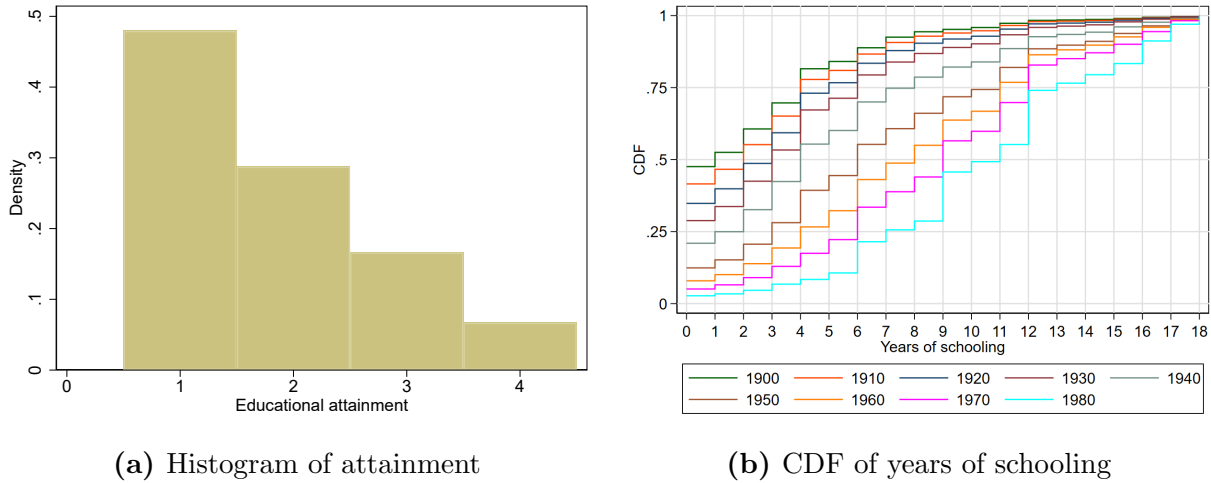 .5
.4
.3
.2
.1
0
Density
0 1 2 3 4
Educational attainment
(a) Histogram of attainment
1
.75
.5
.25
0
CDF
0 1 2 3 4 5 6 7 8 9 10 11 12 13 14 15 16 17 18
Years of schooling
1900 1910 1920 1930 1940
1950 1960 1970 1980
(b) CDF of years of schooling